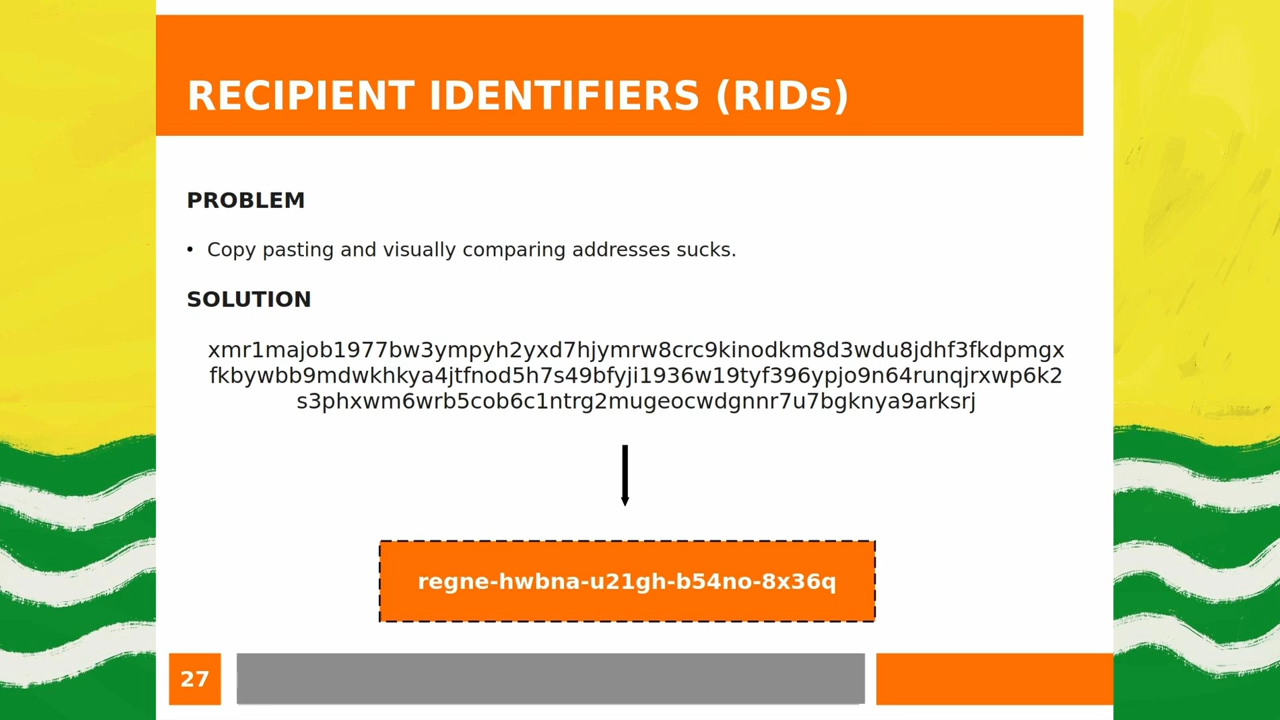 RECIPIENT IDENTIFIERS (RIDs)
PROBLEM
• Copy pasting and visually comparing addresses sucks.
SOLUTION
xmr1majob1977bw3ympyh2yxd7hjymrw8crc9kinodkm8d3wdu8jdhf3fkdpmgx
fkbywbb9mdwkhkya4jtfnod5h7s49bfyji1936w19tyf396ypjo9n64runqjrxwp6k2
s3phxwm6wrb5cob6c1ntrg2mugeocwdgnnr7u7bgknya9arksrj
regne-hwbna-u21gh-b54no-8x36q
27